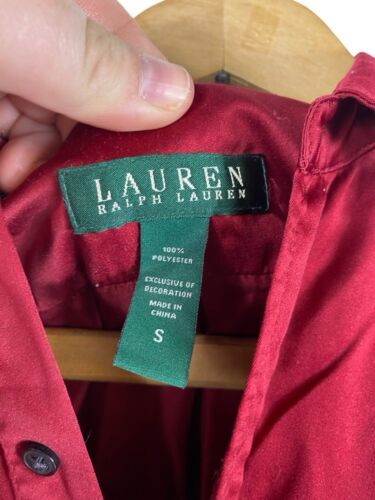 LAUREN
RALPH LAUREN
100%
POLYESTER
EXCLUSIVE OF
DECORATION
MADE IN
CHINA
S